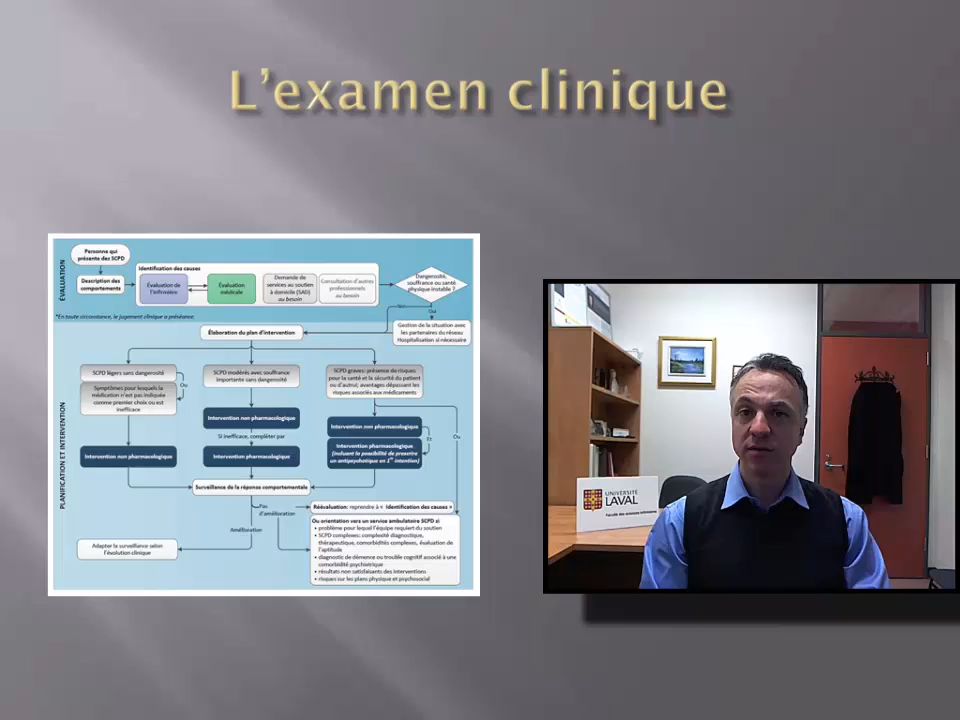 L'examen clinique
ÉVALUATION
Personne qui
présente des SCPD
Description des
comportements
Identification des causes
Évaluation de
l'infirmière
Évaluation
médicale
Demande de
services au soutien
à domicile (SAD)
au besoin
Consultation d'autres
professionnels
au besoin
Dangerosité,
souffrance ou santé
physique instable ?
Oui
*En toute circonstance, le jugement clinique a préséance.
Gestion de la situation avec
les partenaires du réseau
Hospitalisation si nécessaire
PLANIFICATION ET INTERVENTION
Élaboration du plan d'intervention
SCPD légers sans dangerosité
Ou
Symptômes pour lesquels la
médication n'est pas indiquée
comme premier choix ou est
inefficace
Intervention non pharmacologique
SCPD modérés avec souffrance
importante sans dangerosité
Intervention non pharmacologique
Si inefficace, compléter par
Intervention pharmacologique
SCPD graves: présence de risques
pour la santé et la sécurité du patient
ou d'autrui; avantages dépassant les
risques associés aux médicaments
Intervention non pharmacologique
Et
Intervention pharmacologique
(incluant la possibilité de prescrire
un antipsychotique en 1re intention)
Ou
Surveillance de la réponse comportementale
Pas
d'amélioration
Amélioration
Adapter la surveillance selon
l'évolution clinique
Réévaluation: reprendre à « Identification des causes »
Ou orientation vers un service ambulatoire SCPD si
• problème pour lequel l'équipe requiert du soutien
• SCPD complexes: complexité diagnostique,
thérapeutique, comorbidités complexes, évaluation de
l'aptitude
• diagnostic de démence ou trouble cognitif associé à une
comorbidité psychiatrique
• résultats non satisfaisants des interventions
• risques sur les plans physique et psychosocial
UNIVERSITÉ
LAVAL
Faculté des sciences infirmières